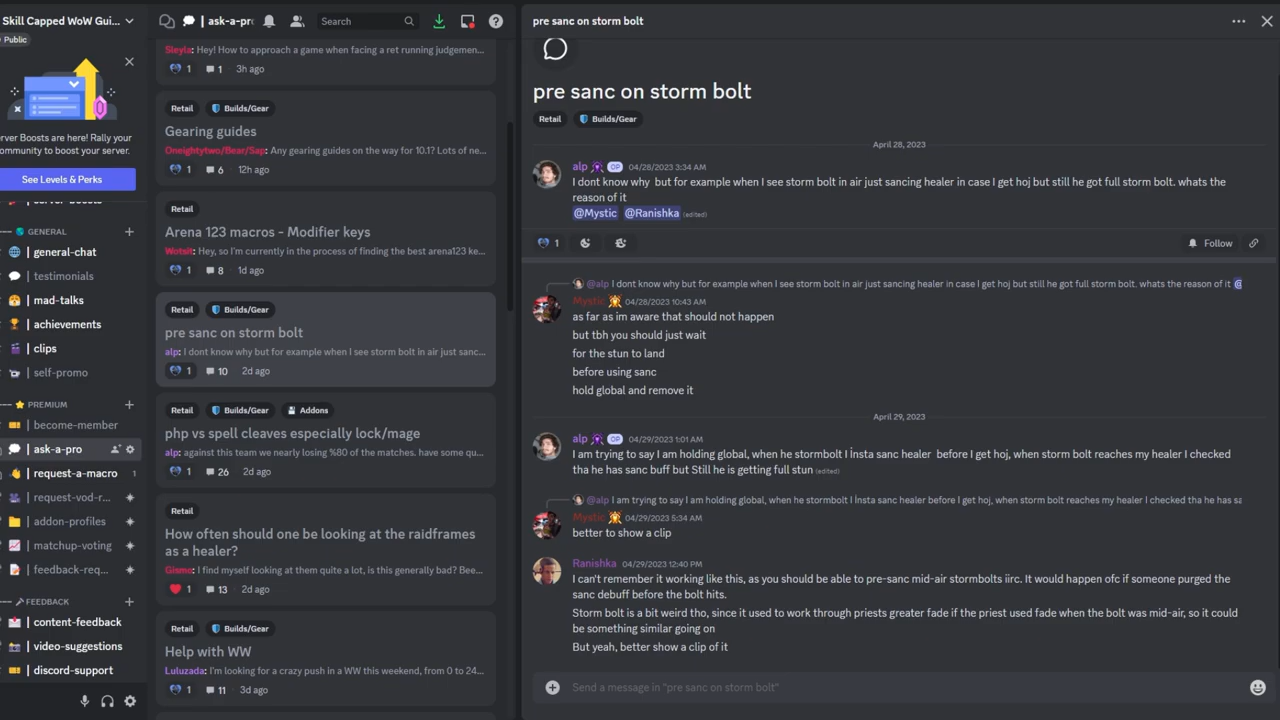 Skill Capped WoW Gui...
Public
erver Boosts are here! Rally your
ommunity to boost your server.
See Levels & Perks
server-boosts
GENERAL
general-chat
testimonials
mad-talks
achievements
clips
self-promo
PREMIUM
become-member
ask-a-pro
request-a-macro 1
request-vod-r...
addon-profiles
matchup-voting
feedback-req...
FEEDBACK
content-feedback
video-suggestions
discord-support
ask-a-pr
Search
Sleyla: Hey! How to approach a game when facing a ret running judgemen...
1 1 3h ago
Retail Builds/Gear
Gearing guides
Oneightytwo/Bear/Sap: Any gearing guides on the way for 10.1? Lots of ne...
1 6 12h ago
Retail
Arena 123 macros - Modifier keys
Wotsit: Hey, so I'm currently in the process of finding the best arena123 ke...
1 8 1d ago
Retail Builds/Gear
pre sanc on storm bolt
alp: I dont know why but for example when I see storm bolt in air just sanc...
1 10 2d ago
Retail Builds/Gear Addons
php vs spell cleaves especially lock/mage
alp: against this team we nearly losing %80 of the matches. have some qu...
1 26 2d ago
Retail
How often should one be looking at the raidframes
as a healer?
Gismo: I find myself looking at them quite a lot, is this generally bad? Bee...
1 13 2d ago
Retail Builds/Gear
Help with WW
Luluzada: I'm looking for a crazy push in a WW this weekend, from 0 to 24...
1 11 3d ago
pre sanc on storm bolt
pre sanc on storm bolt
Retail Builds/Gear
April 28, 2023
alp OP 04/28/2023 3:34 AM
I dont know why but for example when I see storm bolt in air just sancing healer in case I get hoj but still he got full storm bolt. whats the
reason of it
@Mystic @Ranishka (edited)
1 Follow
@alp I dont know why but for example when I see storm bolt in air just sancing healer in case I get hoj but still he got full storm bolt. whats the reason of it @
Mystic 04/28/2023 10:43 AM
as far as im aware that should not happen
but tbh you should just wait
for the stun to land
before using sanc
hold global and remove it
April 29, 2023
alp OP 04/29/2023 1:01 AM
I am trying to say I am holding global, when he stormbolt I İnsta sanc healer before I get hoj, when storm bolt reaches my healer I checked
tha he has sanc buff but Still he is getting full stun (edited)
@alp I am trying to say I am holding global, when he stormbolt I İnsta sanc healer before I get hoj, when storm bolt reaches my healer I checked tha he has sa
Mystic 04/29/2023 5:34 AM
better to show a clip
Ranishka 04/29/2023 12:40 PM
I can't remember it working like this, as you should be able to pre-sanc mid-air stormbolts iirc. It would happen ofc if someone purged the
sanc debuff before the bolt hits.
Storm bolt is a bit weird tho, since it used to work through priests greater fade if the priest used fade when the bolt was mid-air, so it could
be something similar going on
But yeah, better show a clip of it
Send a message in "pre sanc on storm bolt"